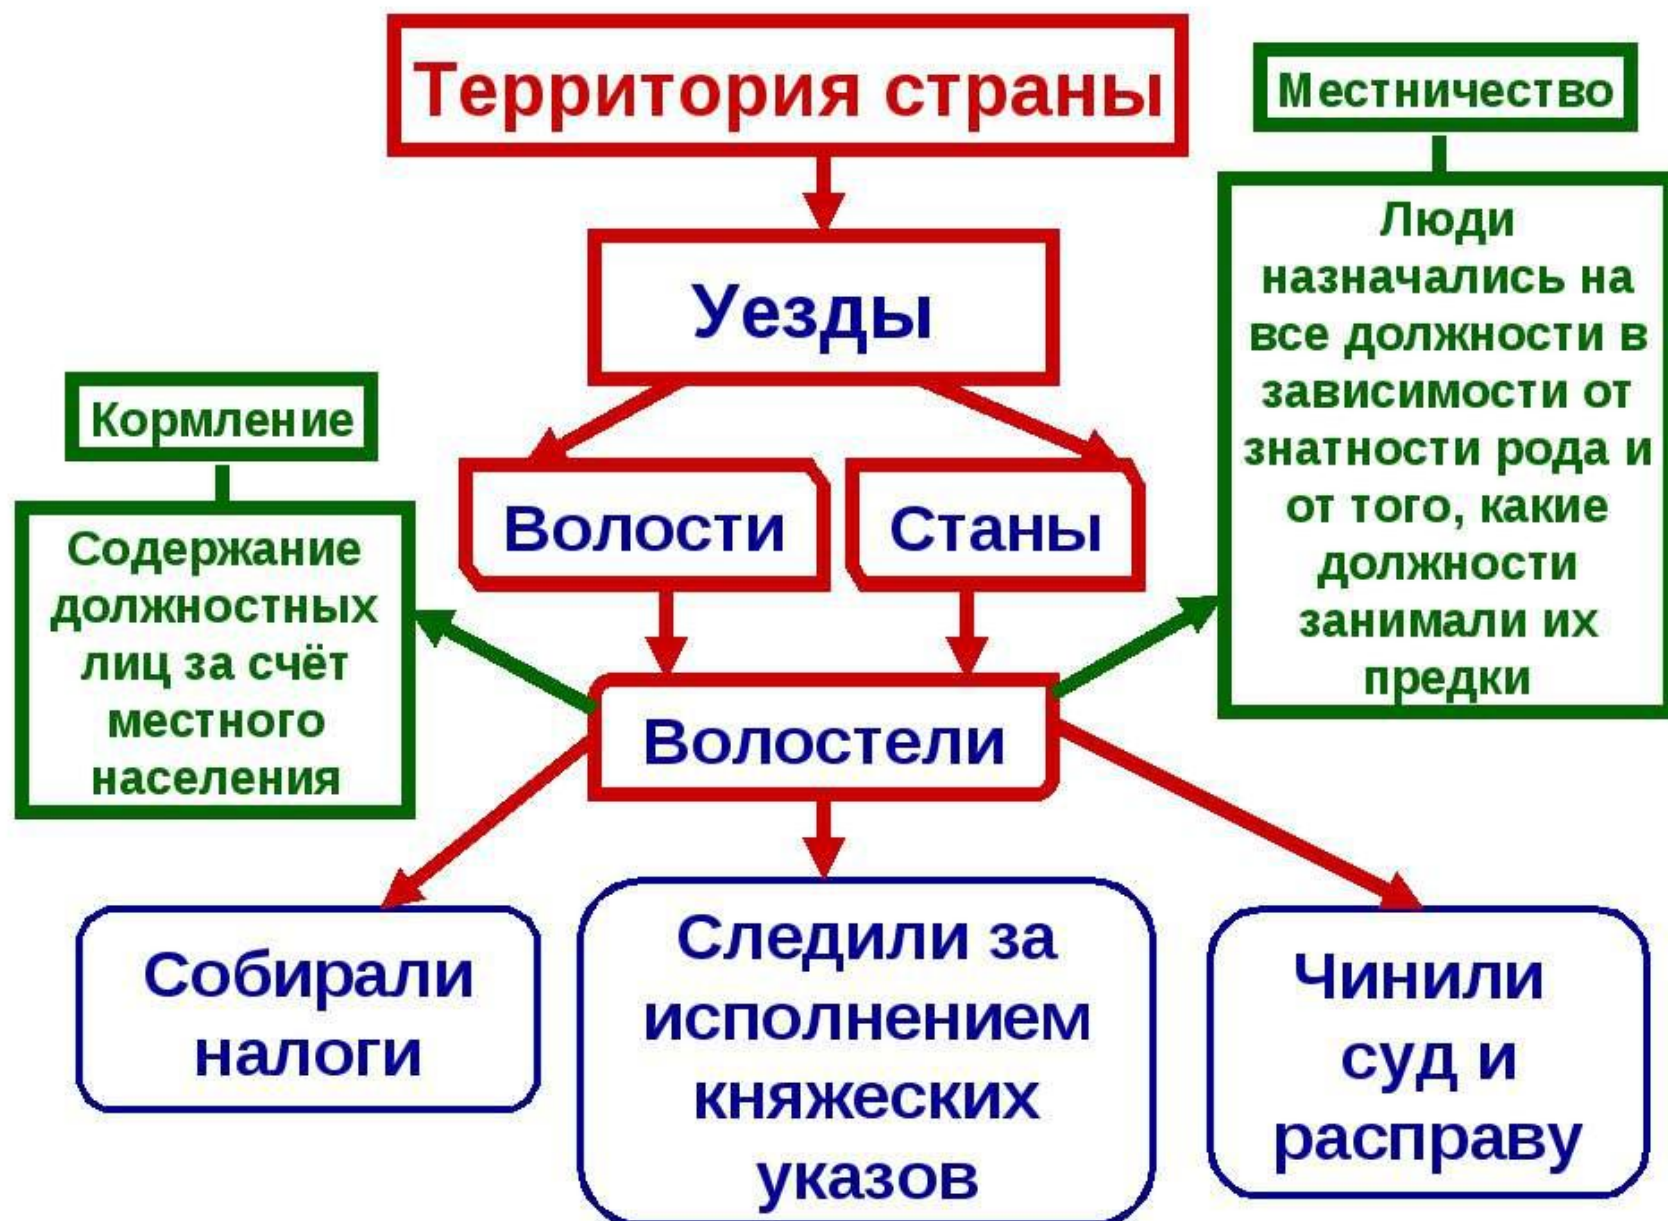 Территория страны
Местничество
Люди
назначались на
все должности в
зависимости от
знатности рода и
от того, какие
должности
занимали их
предки
Уезды
Кормление
Содержание
должностных
лиц за счёт
местного
населения
Волости
Станы
Волостели
Собирали
налоги
Следили за
исполнением
княжеских
указов
Чинили
суд и
расправу